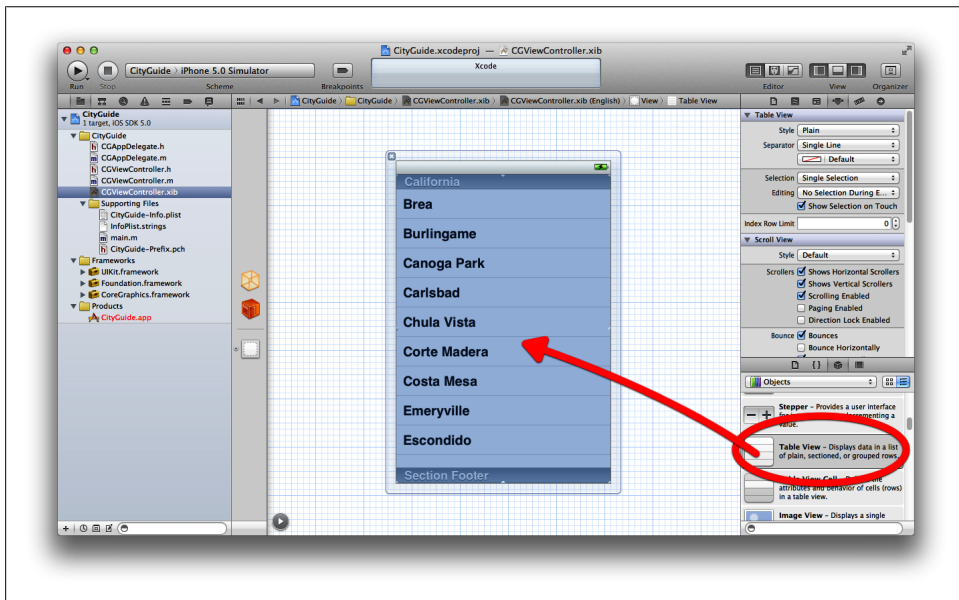 CityGuide.xcodeproj — CGViewController.xib
CityGuide › iPhone 5.0 Simulator
Xcode
Run
Stop
Scheme
Breakpoints
Editor
View
Organizer
CityGuide
CityGuide
CGViewController.xib
CGViewController.xib (English)
View
Table View
CityGuide
1 target, iOS SDK 5.0
CityGuide
CGAppDelegate.h
CGAppDelegate.m
CGViewController.h
CGViewController.m
CGViewController.xib
Supporting Files
CityGuide-Info.plist
InfoPlist.strings
main.m
CityGuide-Prefix.pch
Frameworks
UIKit.framework
Foundation.framework
CoreGraphics.framework
Products
CityGuide.app
California
Brea
Burlingame
Canoga Park
Carlsbad
Chula Vista
Corte Madera
Costa Mesa
Emeryville
Escondido
Section Footer
Table View
Style Plain
Separator Single Line
Default
Selection Single Selection
Editing No Selection During E...
Show Selection on Touch
Index Row Limit 0
Scroll View
Style Default
Scrollers Shows Horizontal Scrollers
Shows Vertical Scrollers
Scrolling Enabled
Paging Enabled
Direction Lock Enabled
Bounce Bounces
Bounce Horizontally
Objects
Stepper - Provides a user interface
value.
Table View - Displays data in a list
of plain, sectioned, or grouped rows.
attributes and behavior of cells (rows)
in a table view.
Image View - Displays a single